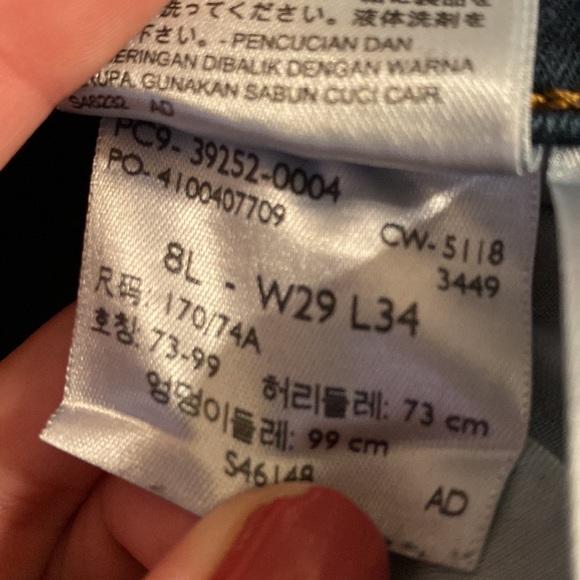 洗ってください。液体洗剤を
下さい。- PENCUCIAN DAN
ERINGAN DIBALIK DENGAN WARNA
RUPA. GUNAKAN SABUN CUCI CAIR.
SA8232 AD
PC9- 39252-0004
PO- 4100407709
CW- 5118
3449
8L - W29 L34
尺码: 170/74A
호칭: 73-99
허리둘레: 73 cm
엉덩이둘레: 99 cm
S46148
AD